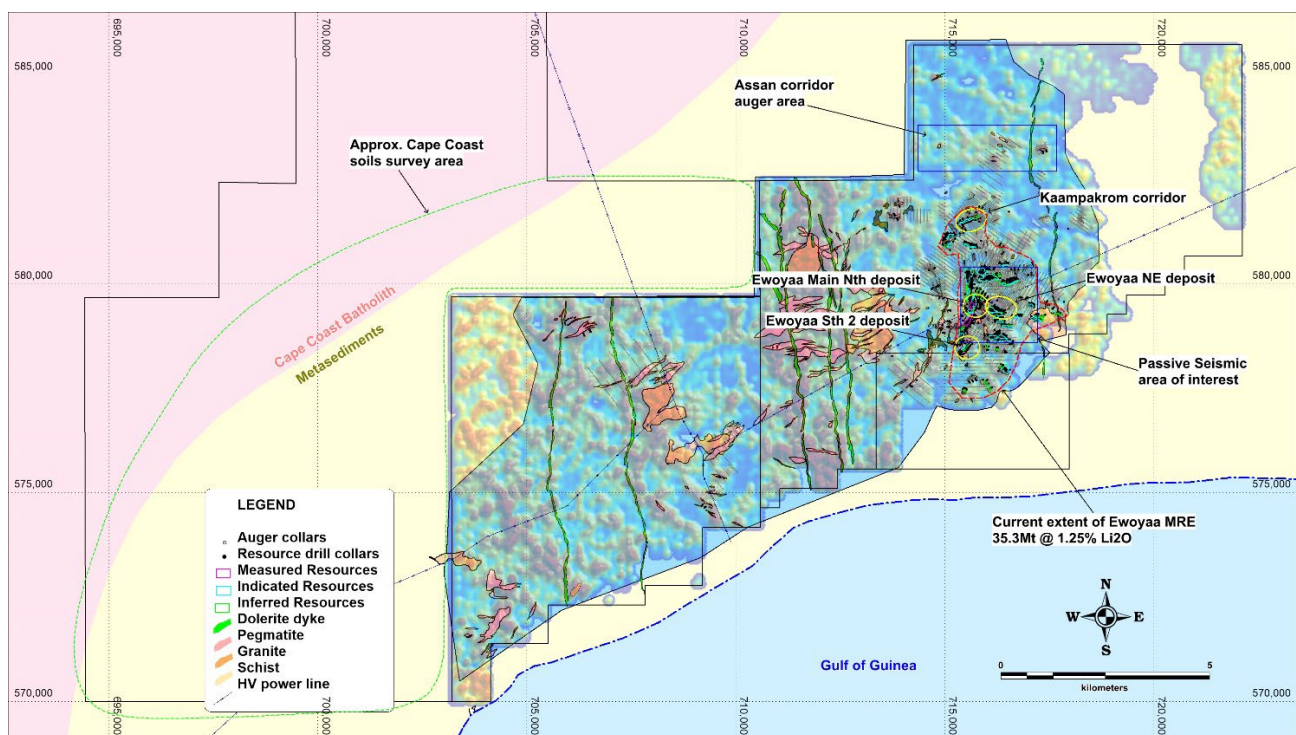 695,000
700,000
705,000
710,000
715,000
720,000
585,000
585,000
Assan corridor
auger area
Approx. Cape Coast
soils survey area
Kaampakrom corridor
580,000
580,000
Ewoyaa Main Nth deposit
Ewoyaa NE deposit
Ewoyaa Sth 2 deposit
Cape Coast Batholith
Metasediments
Passive Seismic
area of interest
575,000
575,000
LEGEND
Auger collars
Resource drill collars
Measured Resources
Indicated Resources
Inferred Resources
Dolerite dyke
Pegmatite
Granite
Schist
HV power line
Current extent of Ewoyaa MRE
35.3Mt @ 1.25% Li2O
N
W
E
S
Gulf of Guinea
0
5
kilometers
570,000
570,000
695,000
700,000
705,000
710,000
715,000
720,000